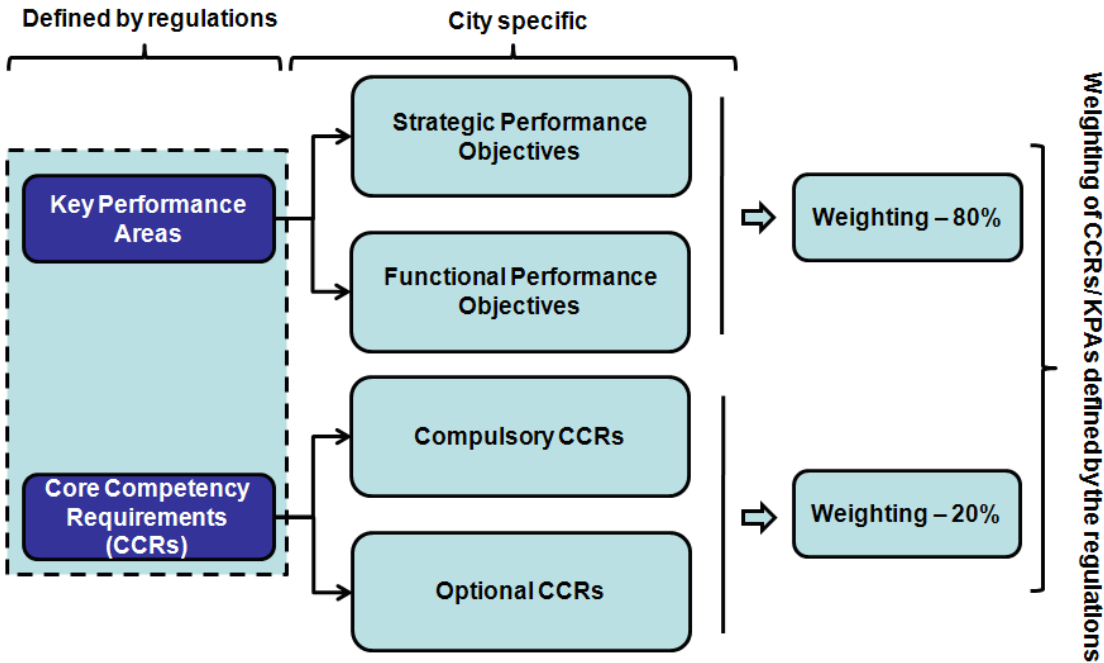 Defined by regulations
City specific
Key Performance
Areas
Strategic Performance
Objectives
Functional Performance
Objectives
Weighting – 80%
Core Competency
Requirements
(CCRs)
Compulsory CCRs
Optional CCRs
Weighting – 20%
Weighting of CCRs/ KPAs defined by the regulations